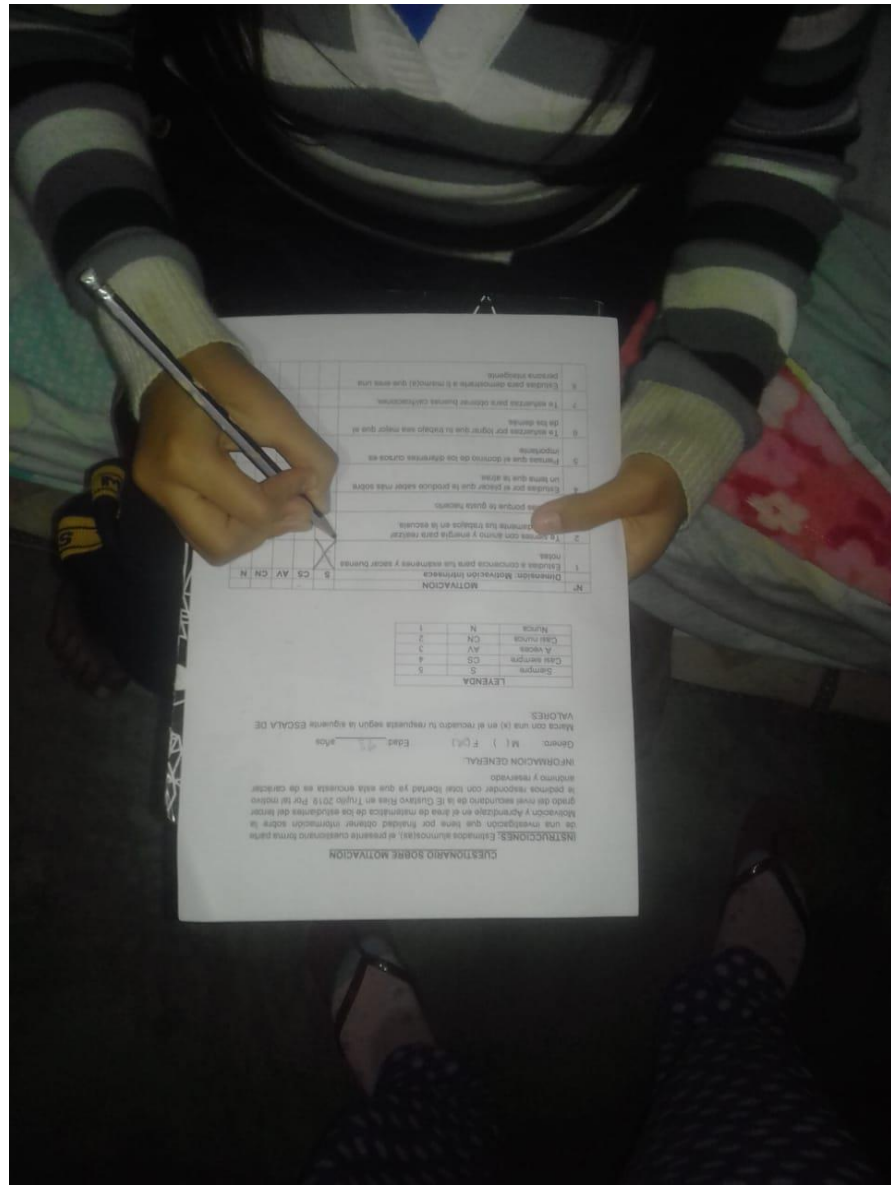 CUESTIONARIO SOBRE MOTIVACION
INSTRUCCIONES: Estimados alumnos(as), el presente cuestionario forma parte
de una investigación que tiene por finalidad obtener información sobre la
Motivación y Aprendizaje en el área de matemática de los estudiantes del tercer
grado del nivel secundario de la IE Gustavo Ries en Trujillo 2019. Por tal motivo
le pedimos responder con total libertad ya que esta encuesta es de carácter
anónimo y reservado
INFORMACION GENERAL:
Género: M ( ) F (X) Edad: años
Marca con una (x) en el recuadro tu respuesta según la siguiente ESCALA DE
VALORES:
LEYENDA
Siempre S 5
Casi siempre CS 4
A veces AV 3
Casi nunca CN 2
Nunca N 1
Nº MOTIVACION
Dimensión: Motivación Intrínseca S CS AV CN N
1 Estudias a conciencia para tus exámenes y sacar buenas X
notas
2 Te sientes con ánimo y energía para realizar
tus trabajos en la escuela.
porque te gusta hacerlo.
Estudias por el placer que te produce saber más sobre
un tema que te atrae.
5 Piensas que el dominio de los diferentes cursos es
importante
6 Te esfuerzas por lograr que tu trabajo sea mejor que el
de los demás.
7 Te esfuerzas para obtener buenas calificaciones.
8 Estudias para demostrarte a ti mismo(a) que eres una
persona inteligente.